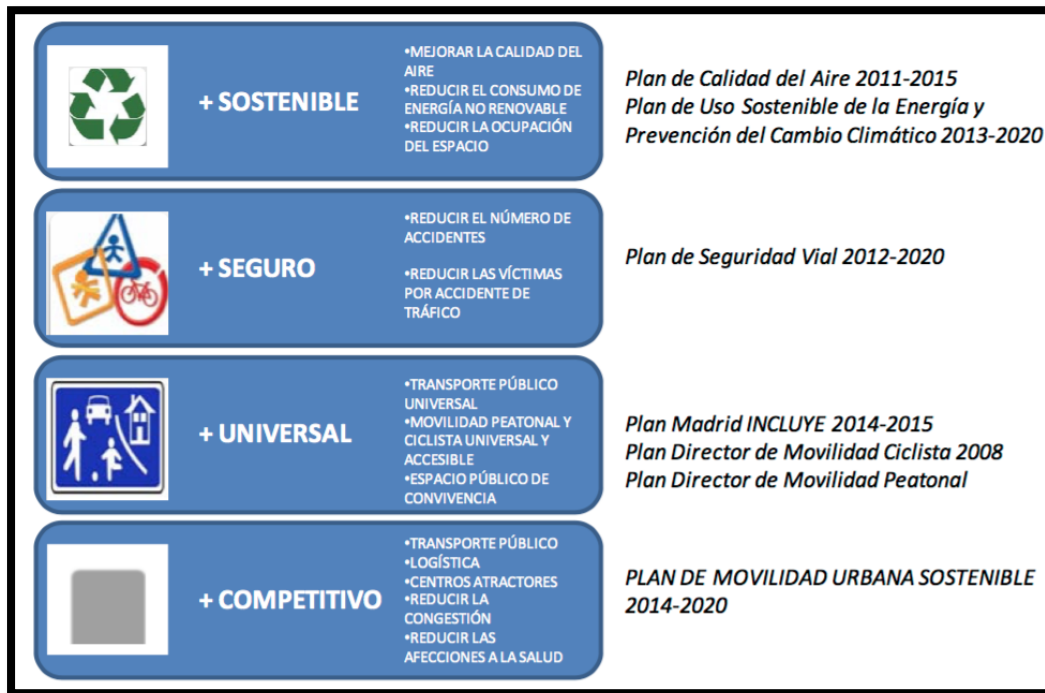 + SOSTENIBLE
•MEJORAR LA CALIDAD DEL
AIRE
•REDUCIR EL CONSUMO DE
ENERGÍA NO RENOVABLE
•REDUCIR LA OCUPACIÓN
DEL ESPACIO
Plan de Calidad del Aire 2011-2015
Plan de Uso Sostenible de la Energía y
Prevención del Cambio Climático 2013-2020
+ SEGURO
•REDUCIR EL NÚMERO DE
ACCIDENTES
•REDUCIR LAS VÍCTIMAS
POR ACCIDENTE DE
TRÁFICO
Plan de Seguridad Vial 2012-2020
+ UNIVERSAL
•TRANSPORTE PÚBLICO
UNIVERSAL
•MOVILIDAD PEATONAL Y
CICLISTA UNIVERSAL Y
ACCESIBLE
•ESPACIO PÚBLICO DE
CONVIVENCIA
Plan Madrid INCLUYE 2014-2015
Plan Director de Movilidad Ciclista 2008
Plan Director de Movilidad Peatonal
+ COMPETITIVO
•TRANSPORTE PÚBLICO
•LOGÍSTICA
•CENTROS ATRACTORES
•REDUCIR LA
CONGESTIÓN
•REDUCIR LAS
AFECCIONES A LA SALUD
PLAN DE MOVILIDAD URBANA SOSTENIBLE
2014-2020